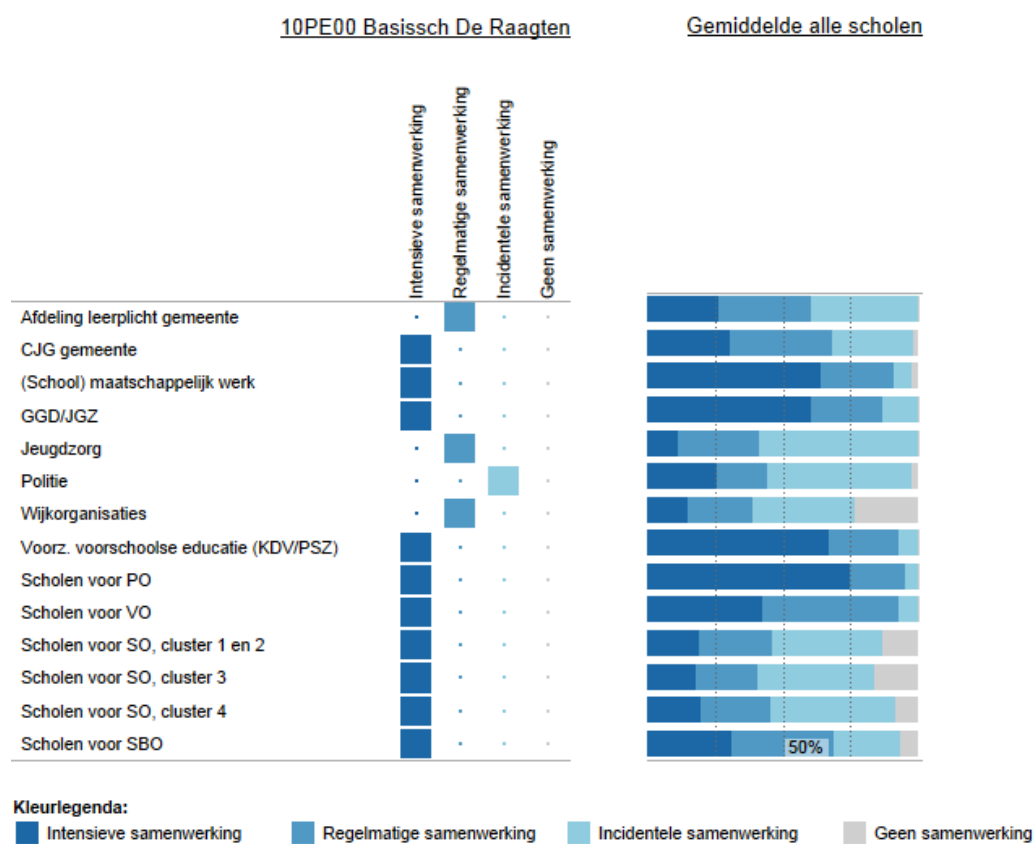 10PE00 Basissch De Raagten
Gemiddelde alle scholen
Intensieve samenwerking
Regelmatige samenwerking
Incidentele samenwerking
Geen samenwerking
Afdeling leerplicht gemeente
CJG gemeente
(School) maatschappelijk werk
GGD/JGZ
Jeugdzorg
Politie
Wijkorganisaties
Voorz. voorschoolse educatie (KDV/PSZ)
Scholen voor PO
Scholen voor VO
Scholen voor SO, cluster 1 en 2
Scholen voor SO, cluster 3
Scholen voor SO, cluster 4
Scholen voor SBO
50%
Kleurlegenda:
Intensieve samenwerking
Regelmatige samenwerking
Incidentele samenwerking
Geen samenwerking